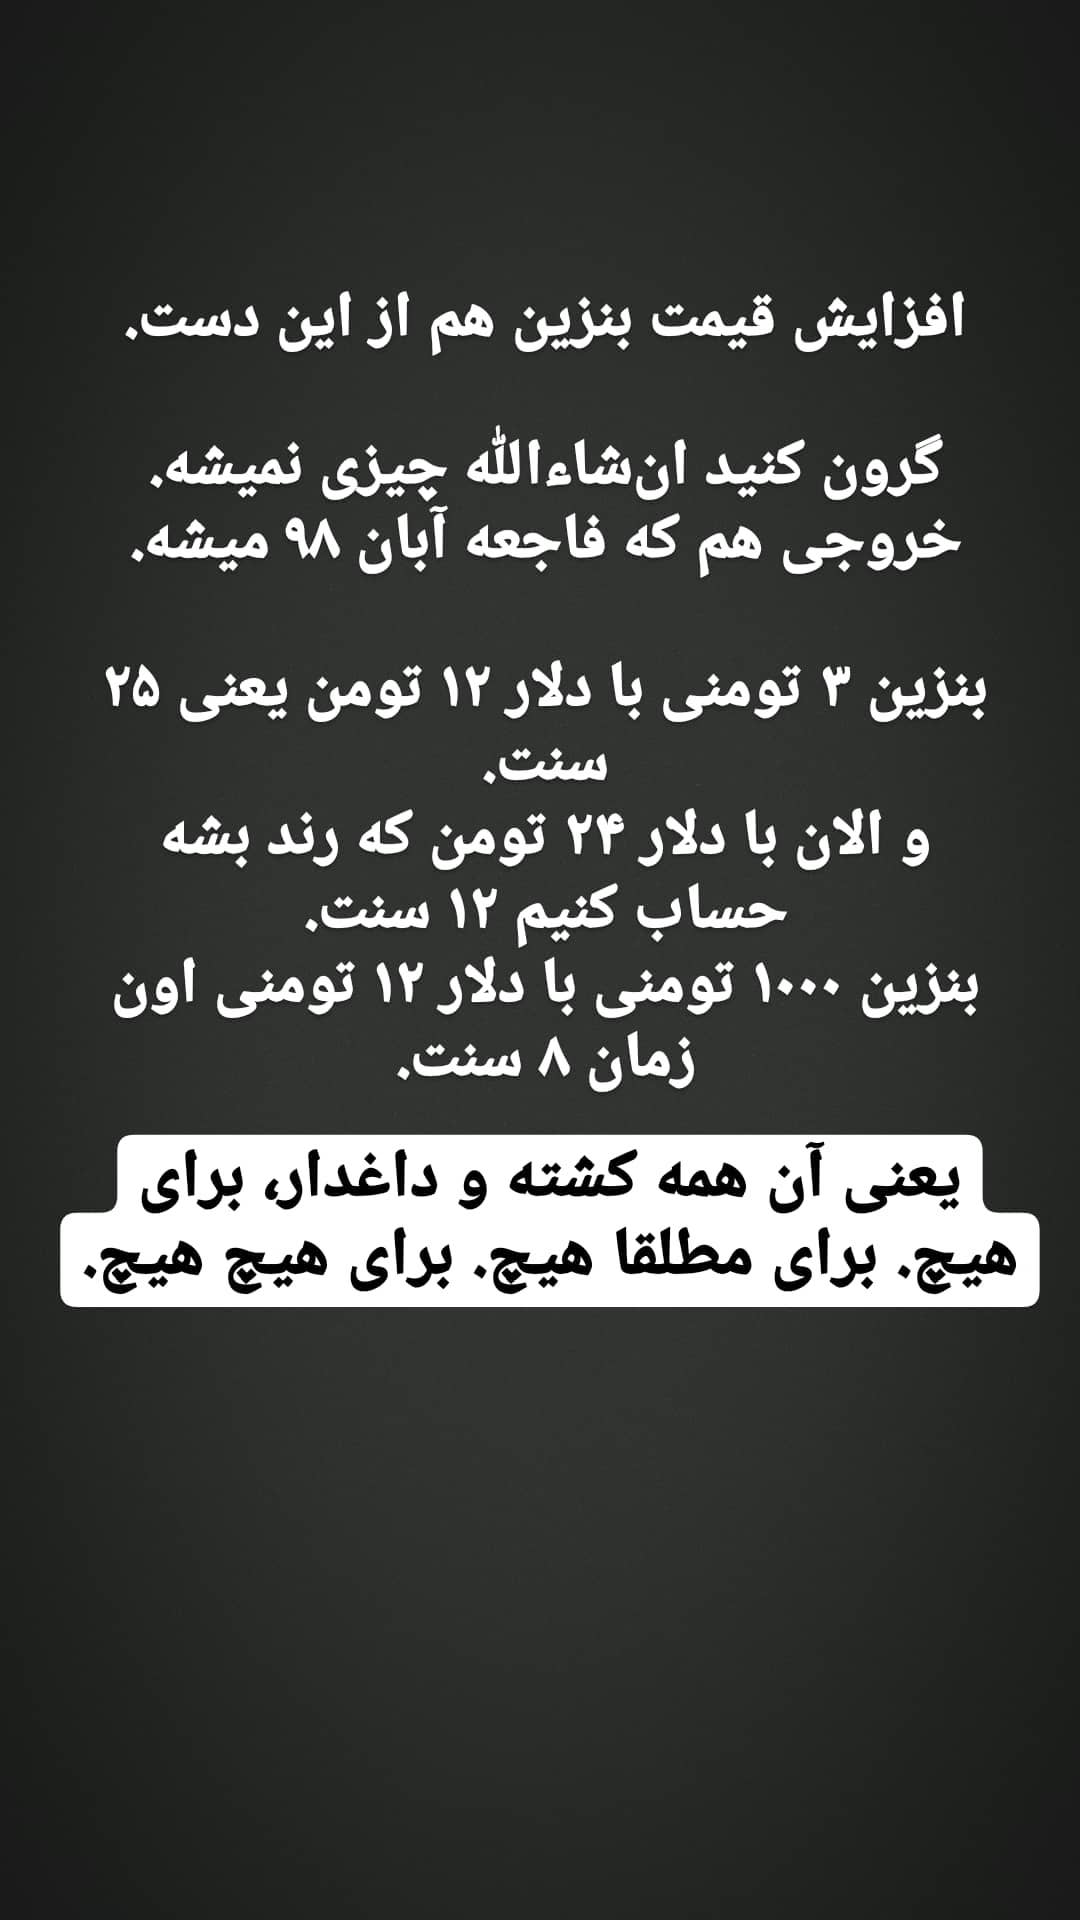 افزایش قیمت بنزین هم از این دست.
گرون کنید ان‌شاءالله چیزی نمیشه.
خروجی هم که فاجعه آبان ۹۸ میشه.
بنزین ۳ تومنی با دلار ۱۲ تومن یعنی ۲۵
سنت.
و الان با دلار ۲۴ تومن که رند بشه
حساب کنیم ۱۲ سنت.
بنزین ۱۰۰۰ تومنی با دلار ۱۲ تومنی اون
زمان ۸ سنت.
یعنی آن همه کشته و داغدار، برای
هیچ. برای مطلقا هیچ. برای هیچ هیچ.